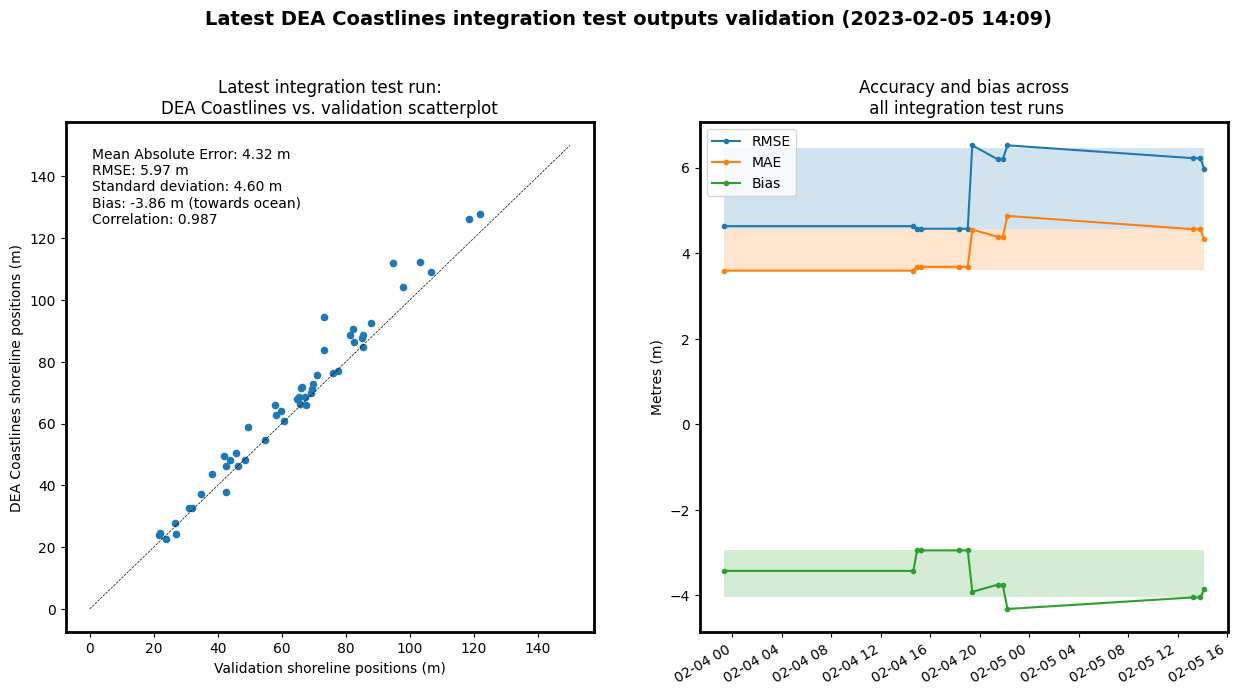 Latest DEA Coastlines integration test outputs validation (2023-02-05 14:09)
Latest integration test run:
DEA Coastlines vs. validation scatterplot
Mean Absolute Error: 4.32 m
RMSE: 5.97 m
Standard deviation: 4.60 m
Bias: -3.86 m (towards ocean)
Correlation: 0.987
DEA Coastlines shoreline positions (m)
140
120
100
80
60
40
20
0
0 20 40 60 80 100 120 140
Validation shoreline positions (m)
Accuracy and bias across
all integration test runs
RMSE
MAE
Bias
Metres (m)
6
4
2
0
−2
−4
02-04 00 02-04 04 02-04 08 02-04 12 02-04 16 02-04 20 02-05 00 02-05 04 02-05 08 02-05 12 02-05 16